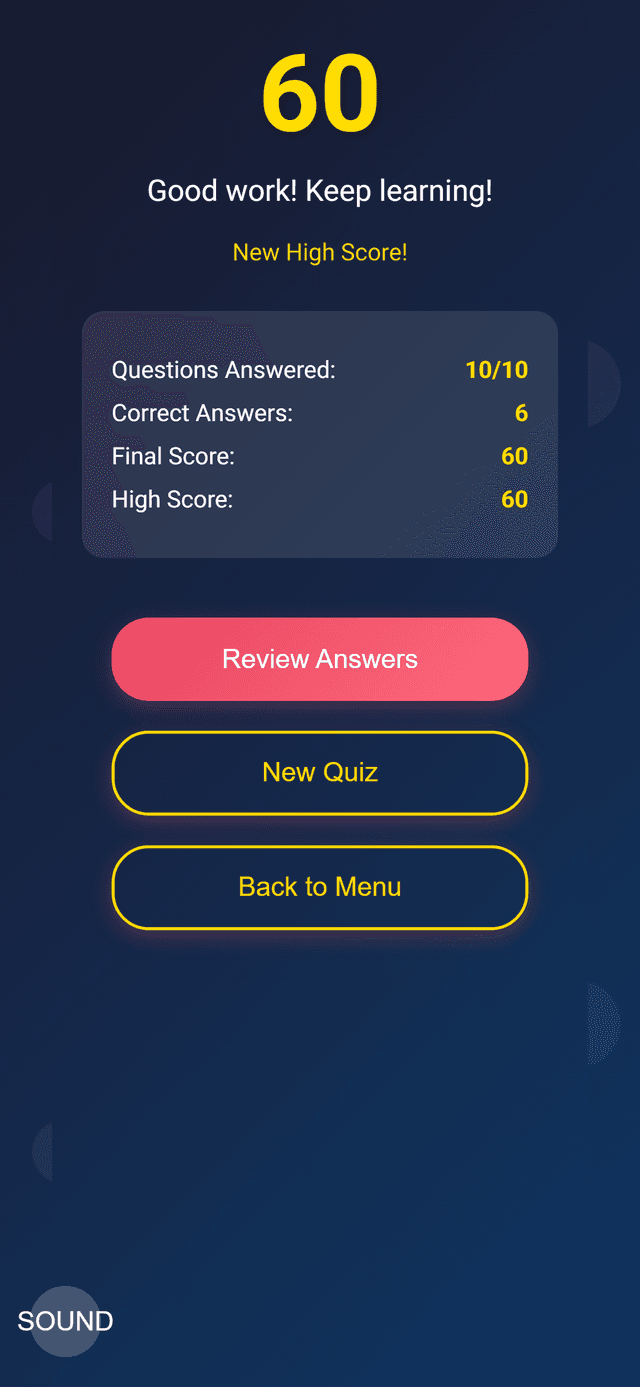 60
Good work! Keep learning!
New High Score!
Questions Answered: 10/10
Correct Answers: 6
Final Score: 60
High Score: 60
Review Answers
New Quiz
Back to Menu
SOUND